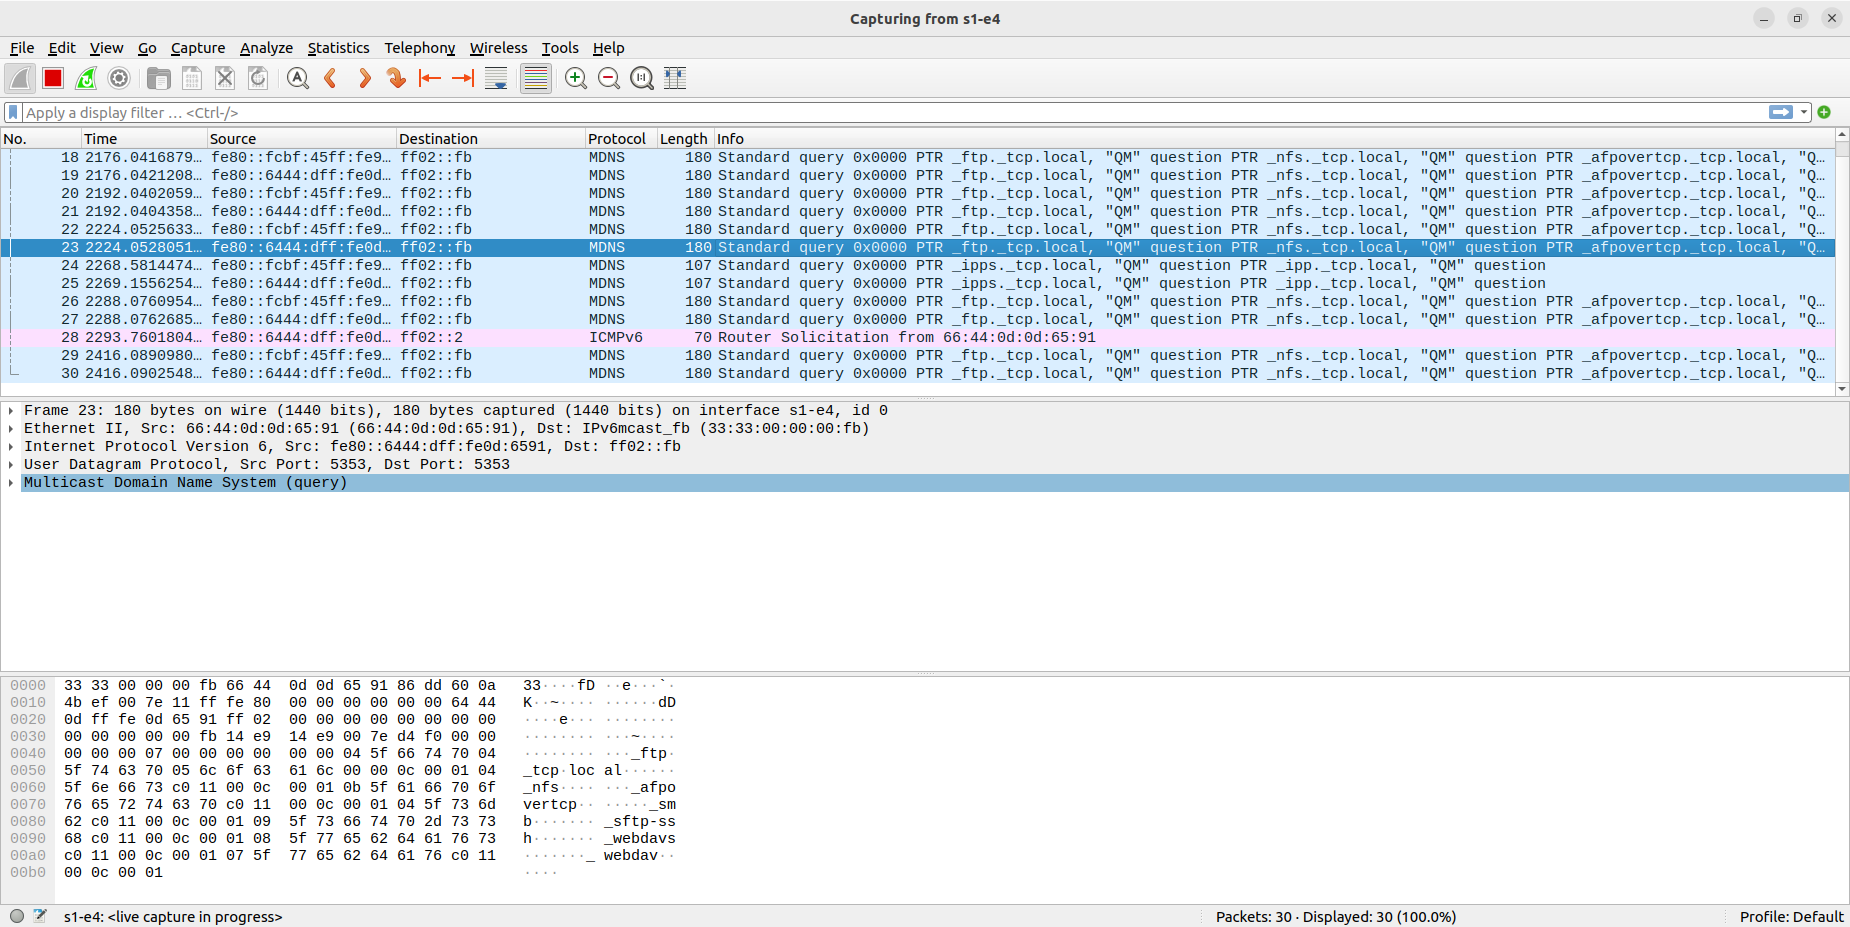 Capturing from s1-e4
File Edit View Go Capture Analyze Statistics Telephony Wireless Tools Help
Apply a display filter … <Ctrl-/>
No. Time Source Destination Protocol Length Info
18 2176.0416879… fe80::fcbf:45ff:fe9… ff02::fb MDNS 180 Standard query 0x0000 PTR _ftp._tcp.local, "QM" question PTR _nfs._tcp.local, "QM" question PTR _afpovertcp._tcp.local, "Q…
19 2176.0421208… fe80::6444:dff:fe0d… ff02::fb MDNS 180 Standard query 0x0000 PTR _ftp._tcp.local, "QM" question PTR _nfs._tcp.local, "QM" question PTR _afpovertcp._tcp.local, "Q…
20 2192.0402059… fe80::fcbf:45ff:fe9… ff02::fb MDNS 180 Standard query 0x0000 PTR _ftp._tcp.local, "QM" question PTR _nfs._tcp.local, "QM" question PTR _afpovertcp._tcp.local, "Q…
21 2192.0404358… fe80::6444:dff:fe0d… ff02::fb MDNS 180 Standard query 0x0000 PTR _ftp._tcp.local, "QM" question PTR _nfs._tcp.local, "QM" question PTR _afpovertcp._tcp.local, "Q…
22 2224.0525633… fe80::fcbf:45ff:fe9… ff02::fb MDNS 180 Standard query 0x0000 PTR _ftp._tcp.local, "QM" question PTR _nfs._tcp.local, "QM" question PTR _afpovertcp._tcp.local, "Q…
23 2224.0528051… fe80::6444:dff:fe0d… ff02::fb MDNS 180 Standard query 0x0000 PTR _ftp._tcp.local, "QM" question PTR _nfs._tcp.local, "QM" question PTR _afpovertcp._tcp.local, "Q…
24 2268.5814474… fe80::fcbf:45ff:fe9… ff02::fb MDNS 107 Standard query 0x0000 PTR _ipps._tcp.local, "QM" question PTR _ipp._tcp.local, "QM" question
25 2269.1556254… fe80::6444:dff:fe0d… ff02::fb MDNS 107 Standard query 0x0000 PTR _ipps._tcp.local, "QM" question PTR _ipp._tcp.local, "QM" question
26 2288.0760954… fe80::fcbf:45ff:fe9… ff02::fb MDNS 180 Standard query 0x0000 PTR _ftp._tcp.local, "QM" question PTR _nfs._tcp.local, "QM" question PTR _afpovertcp._tcp.local, "Q…
27 2288.0762685… fe80::6444:dff:fe0d… ff02::fb MDNS 180 Standard query 0x0000 PTR _ftp._tcp.local, "QM" question PTR _nfs._tcp.local, "QM" question PTR _afpovertcp._tcp.local, "Q…
28 2293.7601804… fe80::6444:dff:fe0d… ff02::2 ICMPv6 70 Router Solicitation from 66:44:0d:0d:65:91
29 2416.0890980… fe80::fcbf:45ff:fe9… ff02::fb MDNS 180 Standard query 0x0000 PTR _ftp._tcp.local, "QM" question PTR _nfs._tcp.local, "QM" question PTR _afpovertcp._tcp.local, "Q…
30 2416.0902548… fe80::6444:dff:fe0d… ff02::fb MDNS 180 Standard query 0x0000 PTR _ftp._tcp.local, "QM" question PTR _nfs._tcp.local, "QM" question PTR _afpovertcp._tcp.local, "Q…
Frame 23: 180 bytes on wire (1440 bits), 180 bytes captured (1440 bits) on interface s1-e4, id 0
Ethernet II, Src: 66:44:0d:0d:65:91 (66:44:0d:0d:65:91), Dst: IPv6mcast_fb (33:33:00:00:00:fb)
Internet Protocol Version 6, Src: fe80::6444:dff:fe0d:6591, Dst: ff02::fb
User Datagram Protocol, Src Port: 5353, Dst Port: 5353
Multicast Domain Name System (query)
0000 33 33 00 00 00 fb 66 44 0d 0d 65 91 86 dd 60 0a 33····fD ··e···`·
0010 4b ef 00 7e 11 ff fe 80 00 00 00 00 00 00 64 44 K··~···· ······dD
0020 0d ff fe 0d 65 91 ff 02 00 00 00 00 00 00 00 00 ····e··· ········
0030 00 00 00 00 00 fb 14 e9 14 e9 00 7e d4 f0 00 00 ········ ···~····
0040 00 00 00 07 00 00 00 00 00 00 04 5f 66 74 70 04 ········ ···_ftp·
0050 5f 74 63 70 05 6c 6f 63 61 6c 00 00 0c 00 01 04 _tcp·loc al······
0060 5f 6e 66 73 c0 11 00 0c 00 01 0b 5f 61 66 70 6f _nfs···· ···_afpo
0070 76 65 72 74 63 70 c0 11 00 0c 00 01 04 5f 73 6d vertcp·· ·····_sm
0080 62 c0 11 00 0c 00 01 09 5f 73 66 74 70 2d 73 73 b······· _sftp-ss
0090 68 c0 11 00 0c 00 01 08 5f 77 65 62 64 61 76 73 h······· _webdavs
00a0 c0 11 00 0c 00 01 07 5f 77 65 62 64 61 76 c0 11 ·······_ webdav··
00b0 00 0c 00 01 ····
s1-e4: <live capture in progress> Packets: 30 · Displayed: 30 (100.0%) Profile: Default